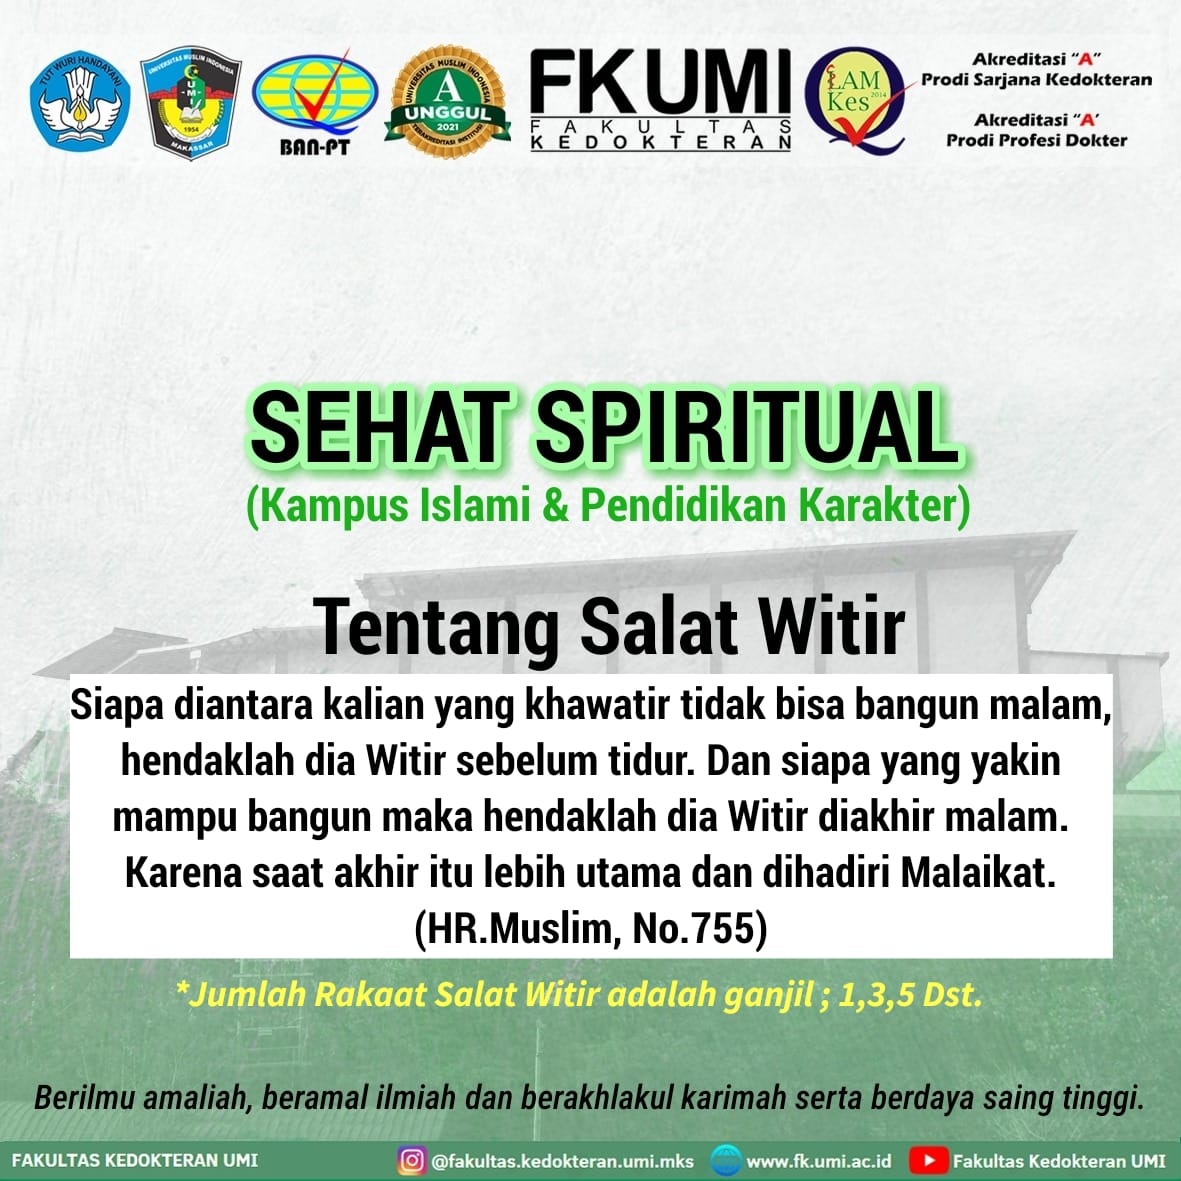 TUT WURI HANDAYANI
UNIVERSITAS MUSLIM INDONESIA
UMI
1954
MAKASSAR
BAN-PT
UNIVERSITAS MUSLIM INDONESIA
A
UNGGUL
2021
TERAKREDITASI INSTITUSI
FKUMI
FAKULTAS
KEDOKTERAN
LAM
Kes
2014
Akreditasi “A”
Prodi Sarjana Kedokteran
Akreditasi “A’
Prodi Profesi Dokter
SEHAT SPIRITUAL
(Kampus Islami & Pendidikan Karakter)
Tentang Salat Witir
Siapa diantara kalian yang khawatir tidak bisa bangun malam,
hendaklah dia Witir sebelum tidur. Dan siapa yang yakin
mampu bangun maka hendaklah dia Witir diakhir malam.
Karena saat akhir itu lebih utama dan dihadiri Malaikat.
(HR.Muslim, No.755)
*Jumlah Rakaat Salat Witir adalah ganjil ; 1,3,5 Dst.
Berilmu amaliah, beramal ilmiah dan berakhlakul karimah serta berdaya saing tinggi.
FAKULTAS KEDOKTERAN UMI @fakultas.kedokteran.umi.mks www.fk.umi.ac.id Fakultas Kedokteran UMI